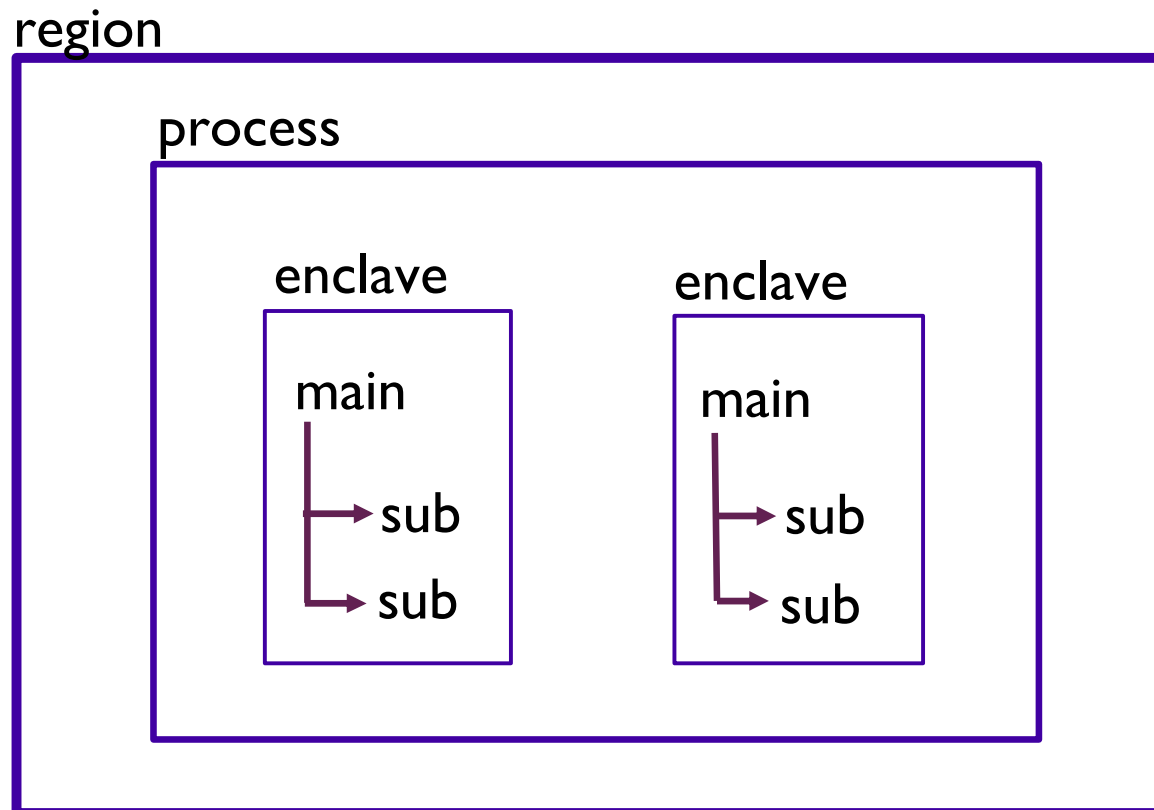 region
process
enclave
main
sub
sub
enclave
main
sub
sub